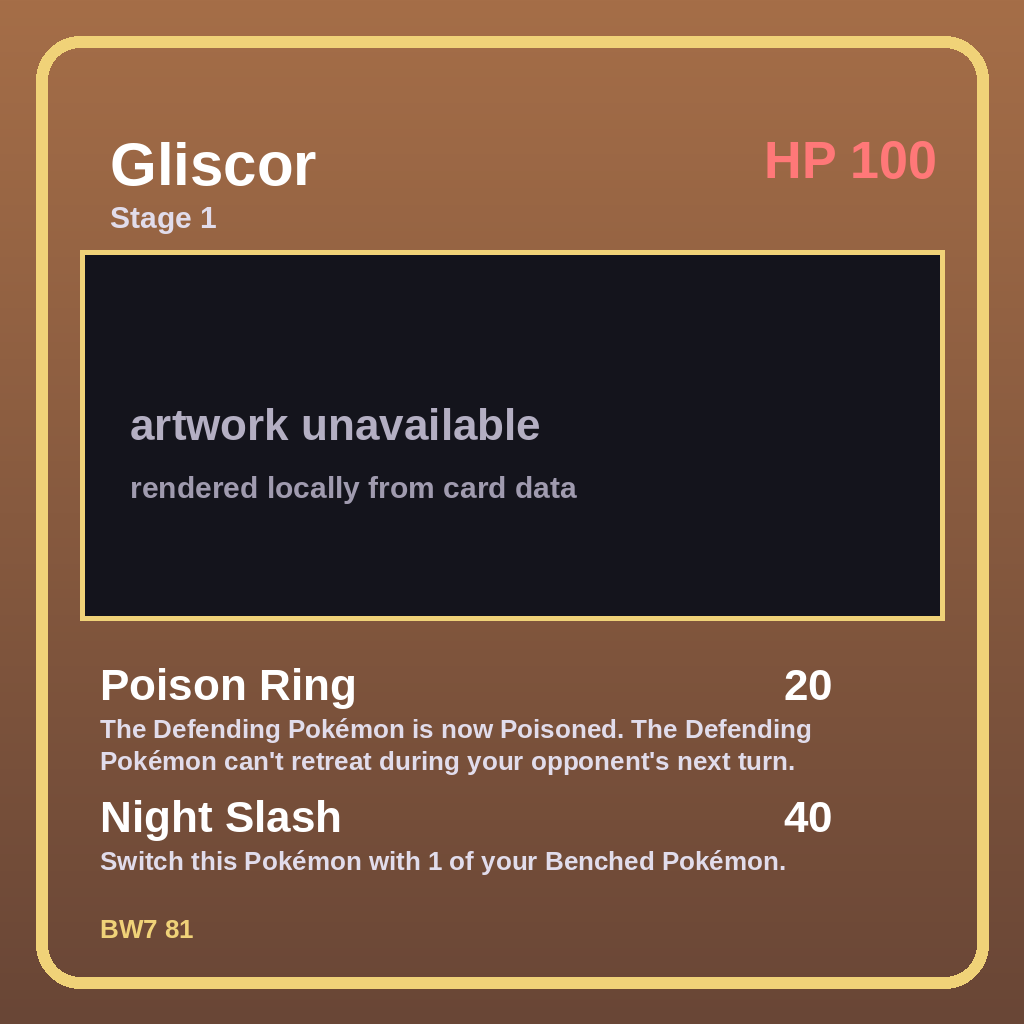 Gliscor
HP 100
Stage 1
artwork unavailable
rendered locally from card data
Poison Ring 20
The Defending Pokémon is now Poisoned. The Defending
Pokémon can't retreat during your opponent's next turn.
Night Slash 40
Switch this Pokémon with 1 of your Benched Pokémon.
BW7 81